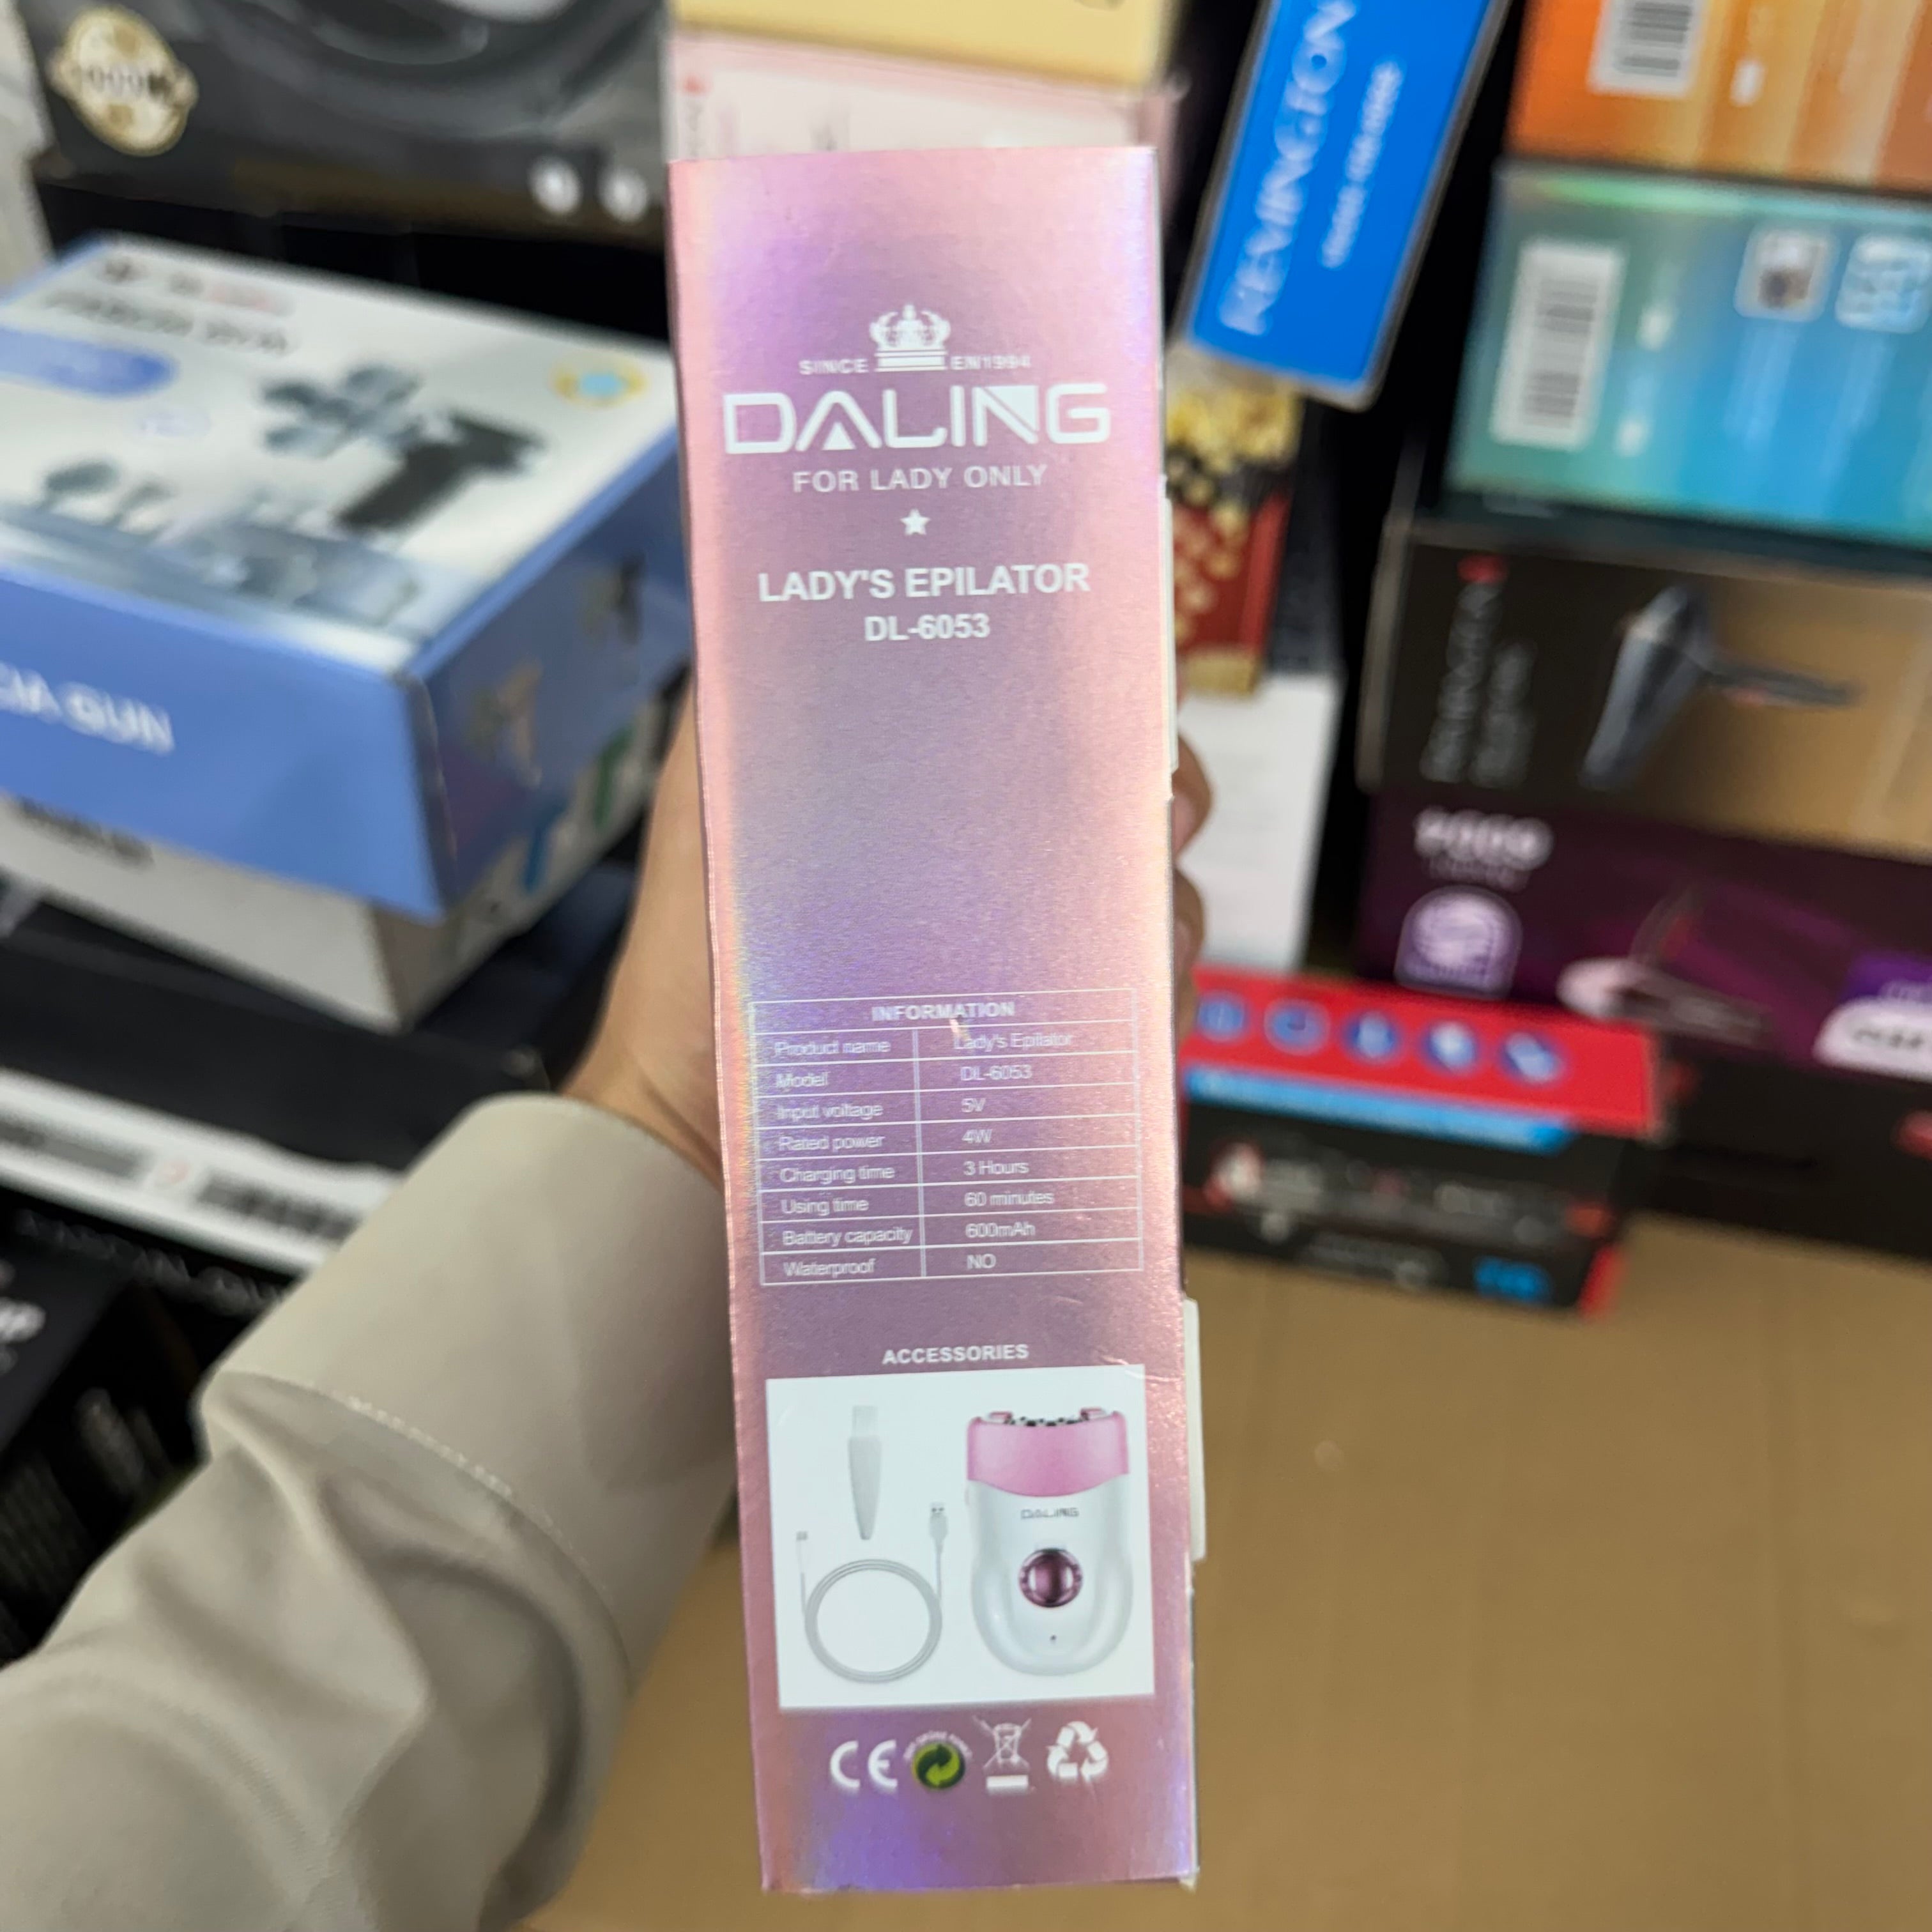 SINCE EN1994
DALING
FOR LADY ONLY
LADY'S EPILATOR
DL-6053
INFORMATION
Product name Lady's Epilator
Model DL-6053
Input voltage 5V
Rated power 4W
Charging time 3 Hours
Using time 60 minutes
Battery capacity 600mAh
Waterproof NO
ACCESSORIES
DALING
CE
REMINGTON
GUN